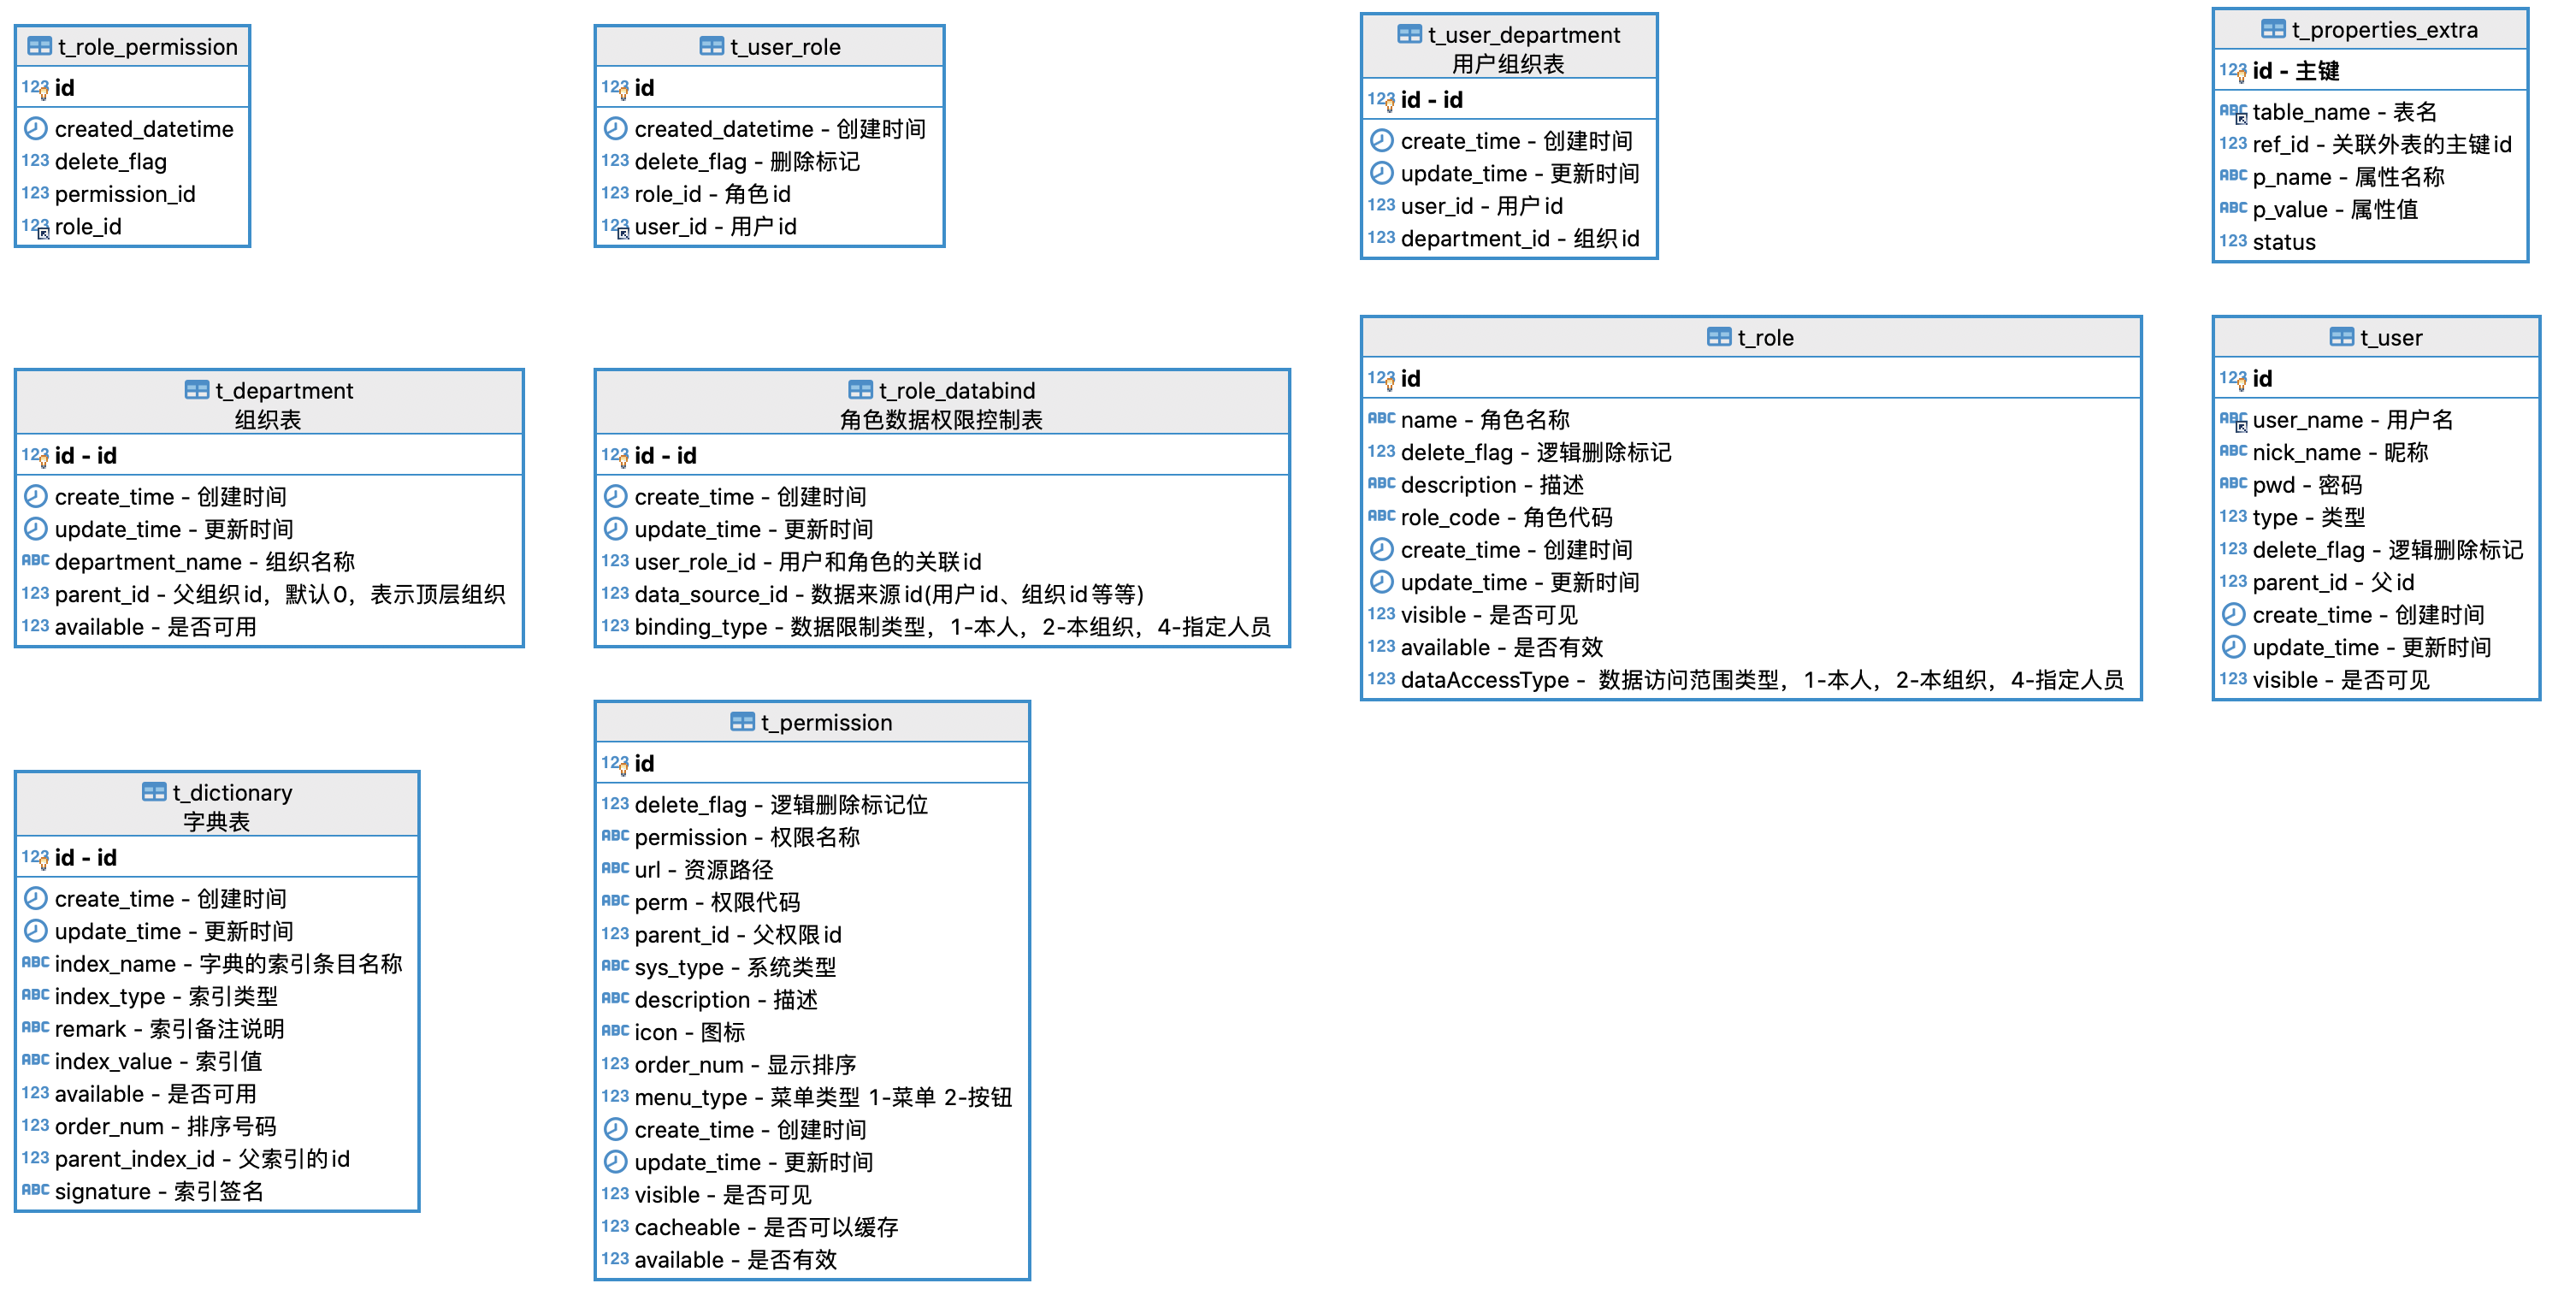 t_role_permission
123 id
created_datetime
123 delete_flag
123 permission_id
123 role_id
t_user_role
123 id
created_datetime - 创建时间
123 delete_flag - 删除标记
123 role_id - 角色id
123 user_id - 用户id
t_user_department
用户组织表
123 id - id
create_time - 创建时间
update_time - 更新时间
123 user_id - 用户id
123 department_id - 组织id
t_properties_extra
123 id - 主键
ABC table_name - 表名
123 ref_id - 关联外表的主键id
ABC p_name - 属性名称
ABC p_value - 属性值
123 status
t_department
组织表
123 id - id
create_time - 创建时间
update_time - 更新时间
ABC department_name - 组织名称
123 parent_id - 父组织id，默认0，表示顶层组织
123 available - 是否可用
t_role_databind
角色数据权限控制表
123 id - id
create_time - 创建时间
update_time - 更新时间
123 user_role_id - 用户和角色的关联id
123 data_source_id - 数据来源id(用户id、组织id等等)
123 binding_type - 数据限制类型，1-本人，2-本组织，4-指定人员
t_role
123 id
ABC name - 角色名称
123 delete_flag - 逻辑删除标记
ABC description - 描述
ABC role_code - 角色代码
create_time - 创建时间
update_time - 更新时间
123 visible - 是否可见
123 available - 是否有效
123 dataAccessType - 数据访问范围类型，1-本人，2-本组织，4-指定人员
t_user
123 id
ABC user_name - 用户名
ABC nick_name - 昵称
ABC pwd - 密码
123 type - 类型
123 delete_flag - 逻辑删除标记
123 parent_id - 父id
create_time - 创建时间
update_time - 更新时间
123 visible - 是否可见
t_dictionary
字典表
123 id - id
create_time - 创建时间
update_time - 更新时间
ABC index_name - 字典的索引条目名称
ABC index_type - 索引类型
ABC remark - 索引备注说明
ABC index_value - 索引值
123 available - 是否可用
123 order_num - 排序号码
123 parent_index_id - 父索引的id
ABC signature - 索引签名
t_permission
123 id
123 delete_flag - 逻辑删除标记位
ABC permission - 权限名称
ABC url - 资源路径
ABC perm - 权限代码
123 parent_id - 父权限id
ABC sys_type - 系统类型
ABC description - 描述
ABC icon - 图标
123 order_num - 显示排序
123 menu_type - 菜单类型 1-菜单 2-按钮
create_time - 创建时间
update_time - 更新时间
123 visible - 是否可见
123 cacheable - 是否可以缓存
123 available - 是否有效